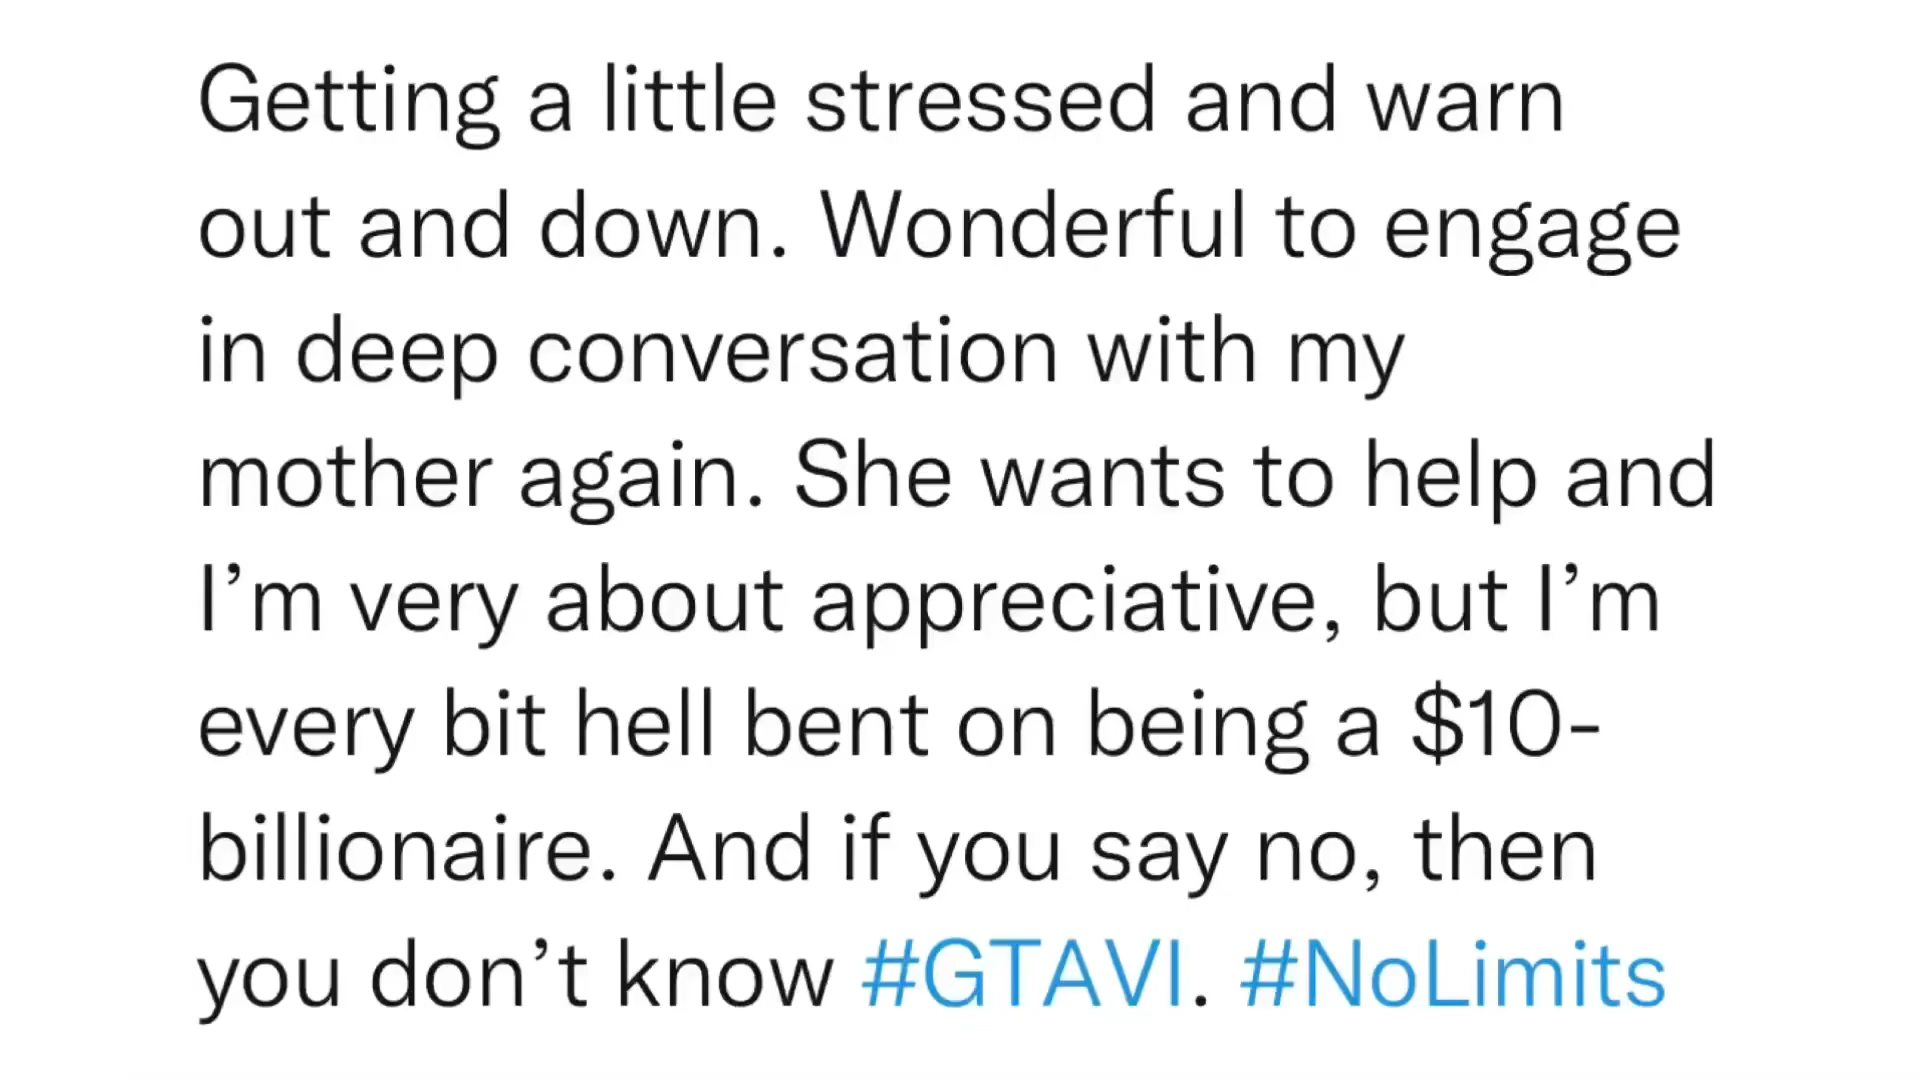 Getting a little stressed and warn
out and down. Wonderful to engage
in deep conversation with my
mother again. She wants to help and
I’m very about appreciative, but I’m
every bit hell bent on being a $10-
billionaire. And if you say no, then
you don’t know #GTAVI. #NoLimits